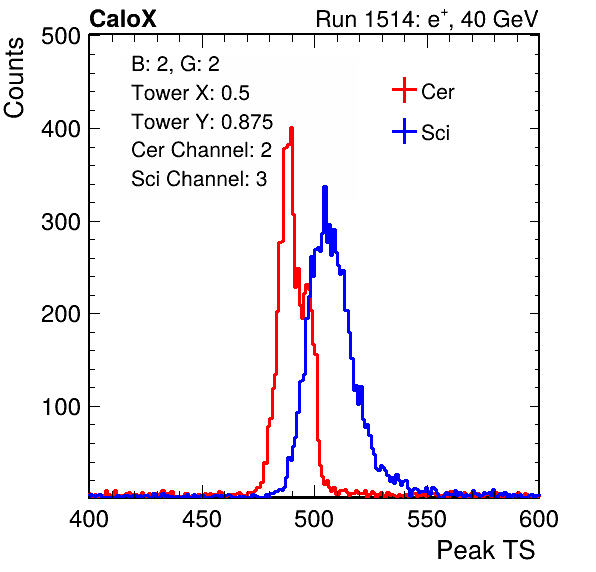 CaloX Run 1514: e⁺, 40 GeV
Counts
500
400
300
200
100
B: 2, G: 2
Tower X: 0.5
Tower Y: 0.875
Cer Channel: 2
Sci Channel: 3
Cer
Sci
400 450 500 550 600
Peak TS